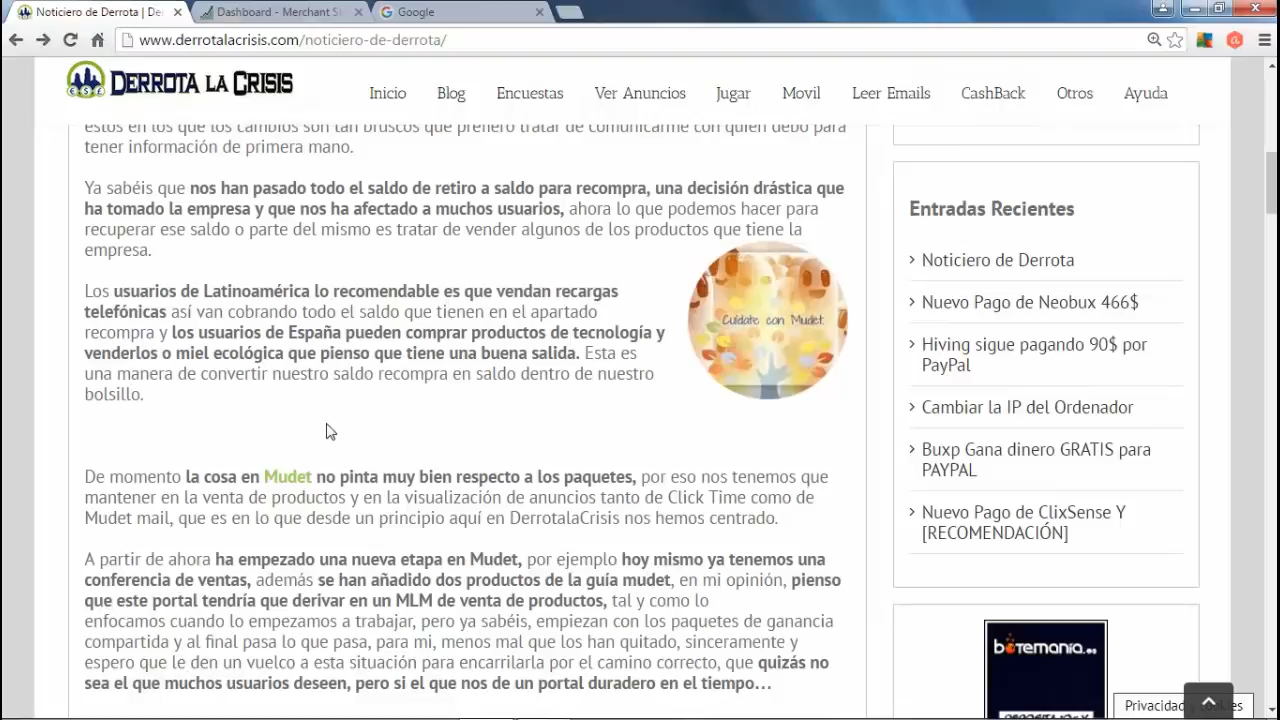 Noticiero de Derrota | De
Dashboard - Merchant S
Google
www.derrotalacrisis.com/noticiero-de-derrota/
DERROTA LA CRISIS
Inicio
Blog
Encuestas
Ver Anuncios
Jugar
Movil
Leer Emails
CashBack
Otros
Ayuda
estos en los que los cambios son tan bruscos que prefiero tratar de comunicarme con quien debo para
tener información de primera mano.
Ya sabéis que nos han pasado todo el saldo de retiro a saldo para recompra, una decisión drástica que
ha tomado la empresa y que nos ha afectado a muchos usuarios, ahora lo que podemos hacer para
recuperar ese saldo o parte del mismo es tratar de vender algunos de los productos que tiene la
empresa.
Los usuarios de Latinoamérica lo recomendable es que vendan recargas
telefónicas así van cobrando todo el saldo que tienen en el apartado
recompra y los usuarios de España pueden comprar productos de tecnología y
venderlos o miel ecológica que pienso que tiene una buena salida. Esta es
una manera de convertir nuestro saldo recompra en saldo dentro de nuestro
bolsillo.
Cuídate con Mudet
De momento la cosa en Mudet no pinta muy bien respecto a los paquetes, por eso nos tenemos que
mantener en la venta de productos y en la visualización de anuncios tanto de Click Time como de
Mudet mail, que es en lo que desde un principio aquí en DerrotalaCrisis nos hemos centrado.
A partir de ahora ha empezado una nueva etapa en Mudet, por ejemplo hoy mismo ya tenemos una
conferencia de ventas, además se han añadido dos productos de la guía mudet, en mi opinión, pienso
que este portal tendría que derivar en un MLM de venta de productos, tal y como lo
enfocamos cuando lo empezamos a trabajar, pero ya sabéis, empiezan con los paquetes de ganancia
compartida y al final pasa lo que pasa, para mi, menos mal que los han quitado, sinceramente y
espero que le den un vuelco a esta situación para encarrilarla por el camino correcto, que quizás no
sea el que muchos usuarios deseen, pero si el que nos de un portal duradero en el tiempo...
Entradas Recientes
Noticiero de Derrota
Nuevo Pago de Neobux 466$
Hiving sigue pagando 90$ por
PayPal
Cambiar la IP del Ordenador
Buxp Gana dinero GRATIS para
PAYPAL
Nuevo Pago de ClixSense Y
[RECOMENDACIÓN]
botemanía.es
Privacidad y cookies